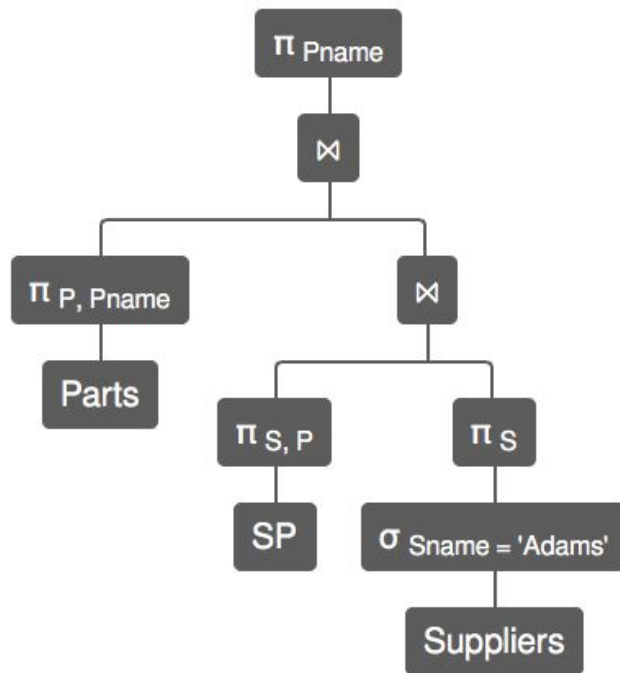 π Pname
⋈
π P, Pname
⋈
Parts
π S, P
π S
SP
σ Sname = 'Adams'
Suppliers